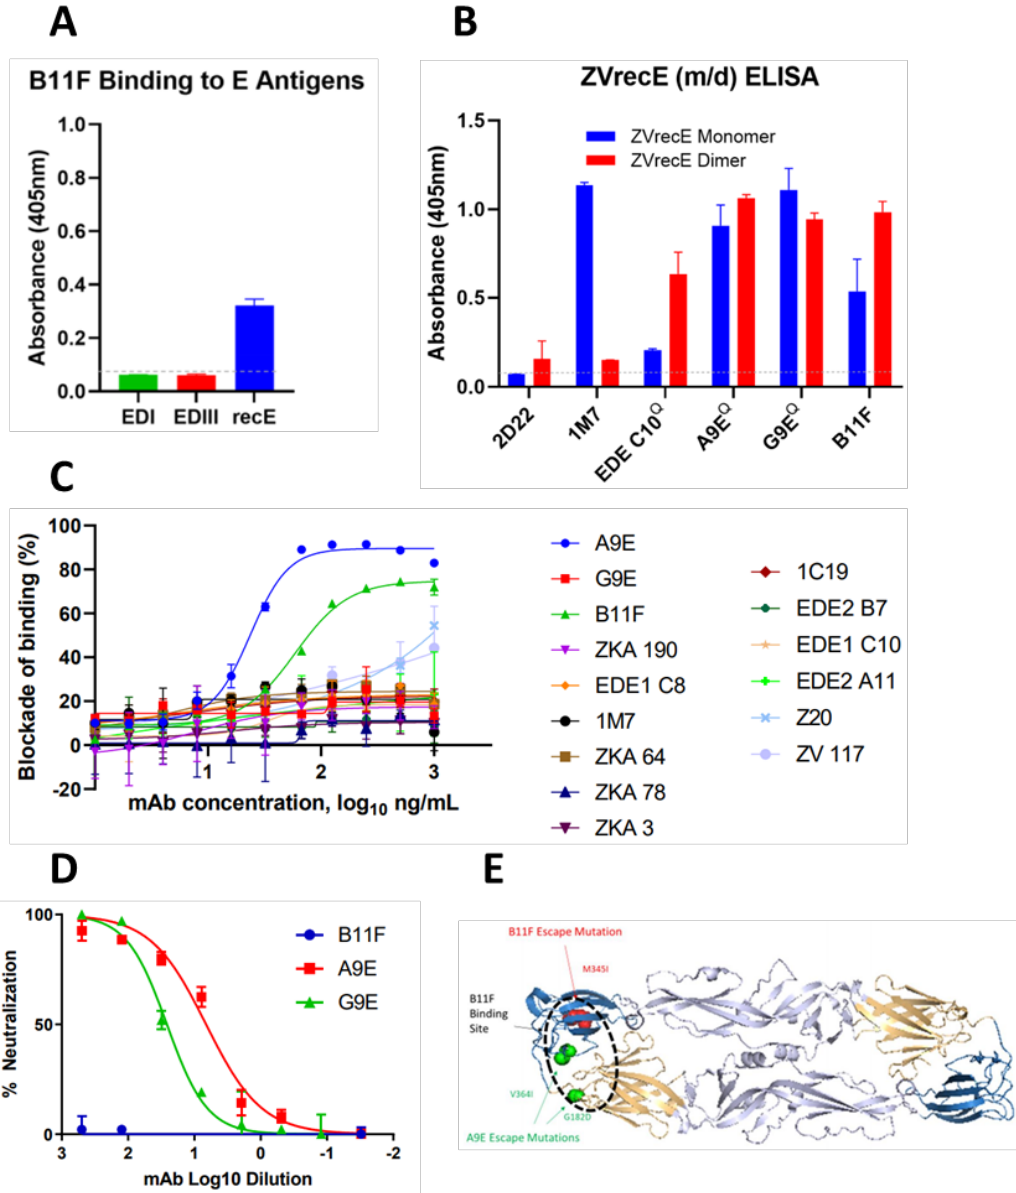 A
B11F Binding to E Antigens
Absorbance (405nm)
1.0
0.8
0.6
0.4
0.2
0.0
EDI EDIII recE
B
ZVrecE (m/d) ELISA
Absorbance (405nm)
1.5
1.0
0.5
0.0
ZVrecE Monomer
ZVrecE Dimer
2D22
1M7
EDE C10Q
A9EQ
G9EQ
B11F
C
Blockade of binding (%)
100
80
60
40
20
0
-20
1 2 3
mAb concentration, log10 ng/mL
A9E
G9E
B11F
ZKA 190
EDE1 C8
1M7
ZKA 64
ZKA 78
ZKA 3
1C19
EDE2 B7
EDE1 C10
EDE2 A11
Z20
ZV 117
D
% Neutralization
100
50
0
3 2 1 0 -1 -2
mAb Log10 Dilution
B11F
A9E
G9E
E
B11F Escape Mutation
M345I
B11F
Binding
Site
V364I
G182D
A9E Escape Mutations